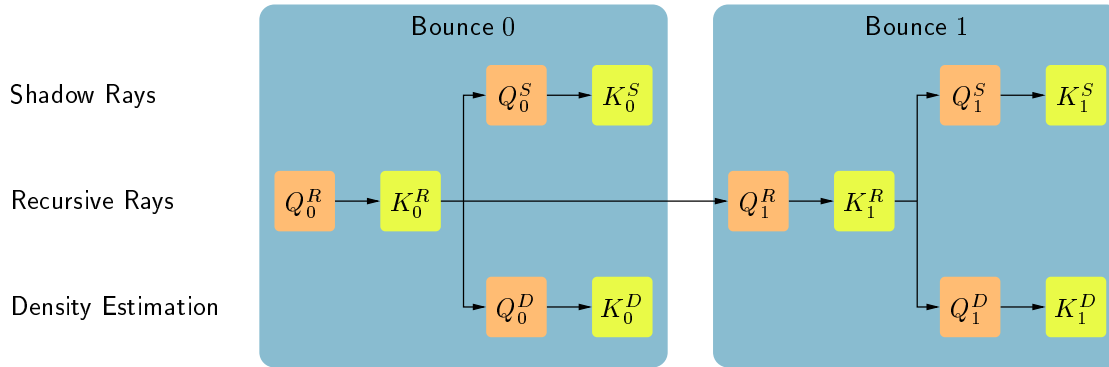 Bounce 0 Bounce 1
Shadow Rays Q_0^S K_0^S Q_1^S K_1^S
Recursive Rays Q_0^R K_0^R Q_1^R K_1^R
Density Estimation Q_0^D K_0^D Q_1^D K_1^D